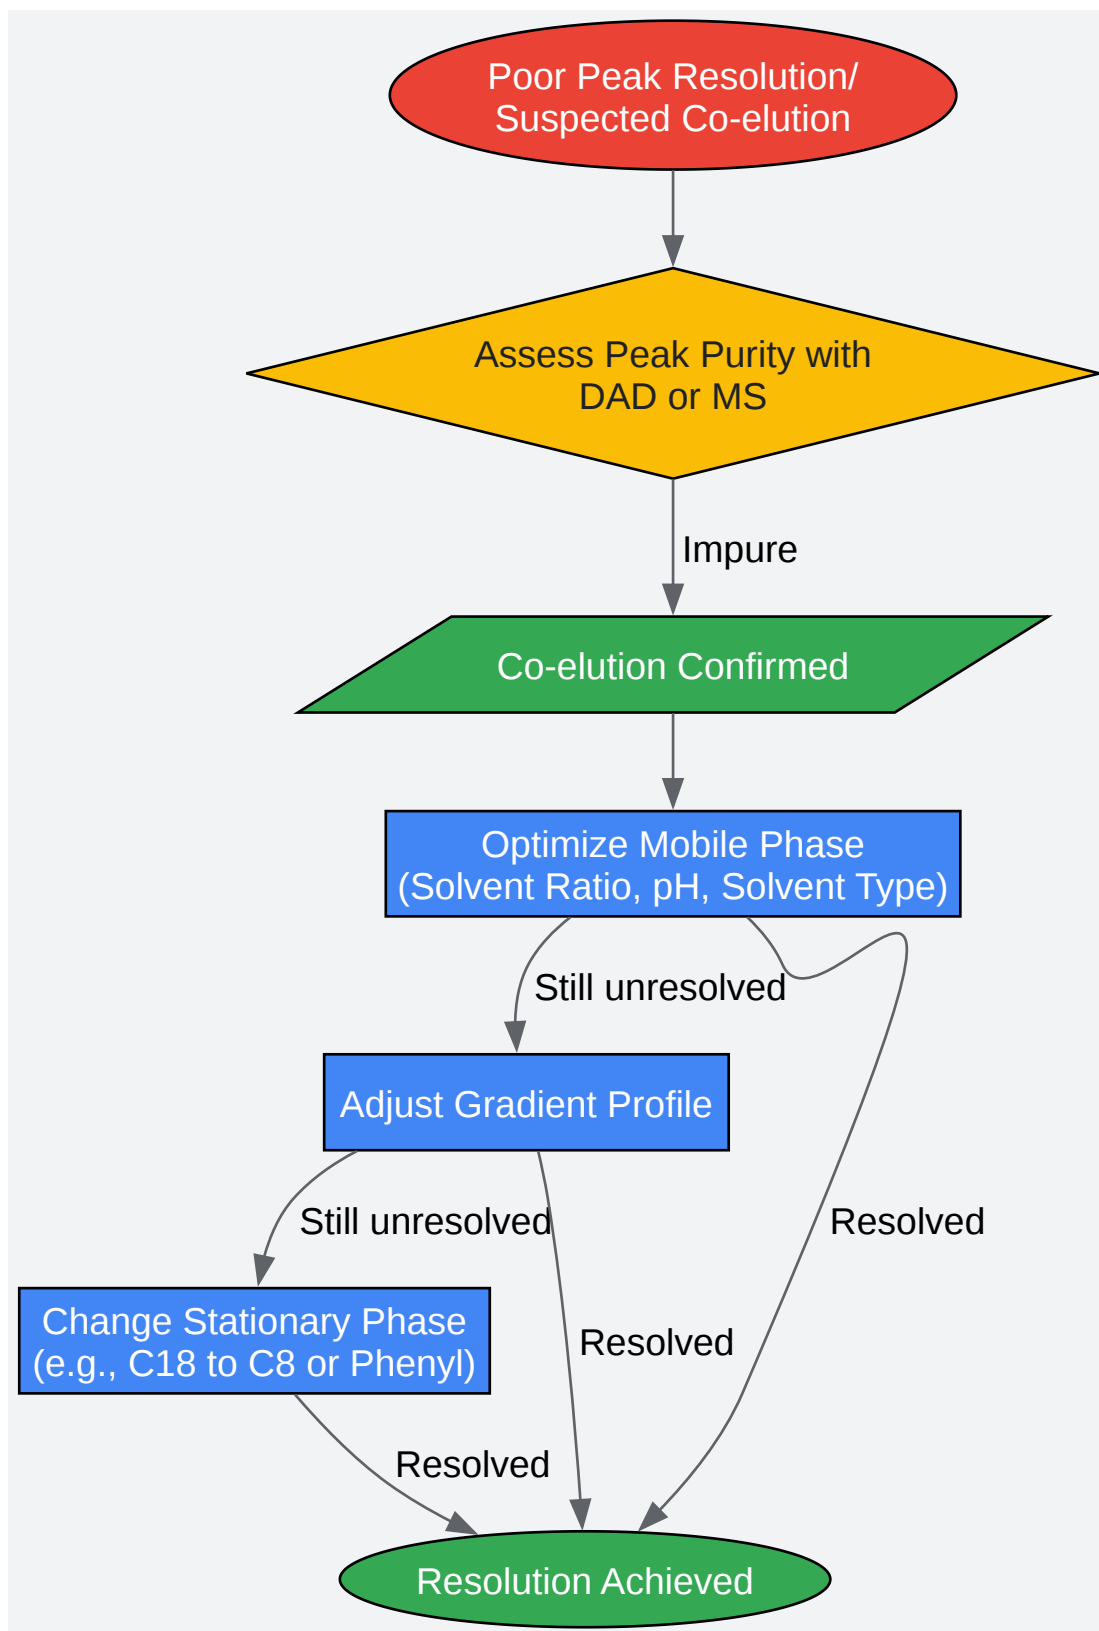 Poor Peak Resolution/
Suspected Co-elution
Assess Peak Purity with
DAD or MS
Impure
Co-elution Confirmed
Optimize Mobile Phase
(Solvent Ratio, pH, Solvent Type)
Still unresolved
Adjust Gradient Profile
Still unresolved
Resolved
Change Stationary Phase
(e.g., C18 to C8 or Phenyl)
Resolved
Resolved
Resolution Achieved